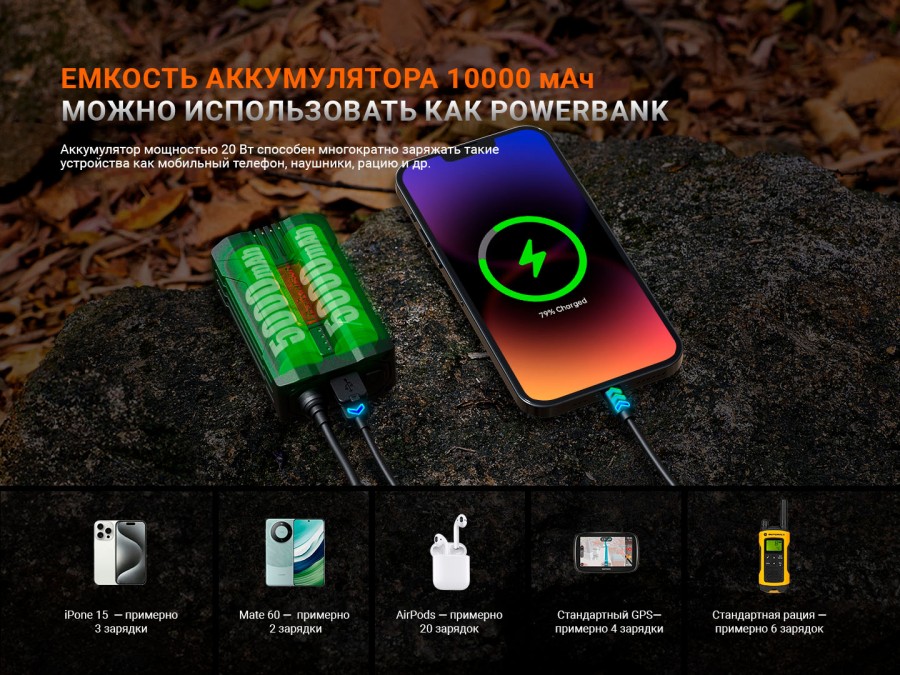 ЕМКОСТЬ АККУМУЛЯТОРА 10000 мАч
МОЖНО ИСПОЛЬЗОВАТЬ КАК POWERBANK
Аккумулятор мощностью 20 Вт способен многократно заряжать такие
устройства как мобильный телефон, наушники, рацию и др.
5000mAh
5000mAh
79% Charged
iPone 15 — примерно
3 зарядки
Mate 60 — примерно
2 зарядки
AirPods — примерно
20 зарядок
Стандартный GPS—
примерно 4 зарядки
Стандартная рация —
примерно 6 зарядок